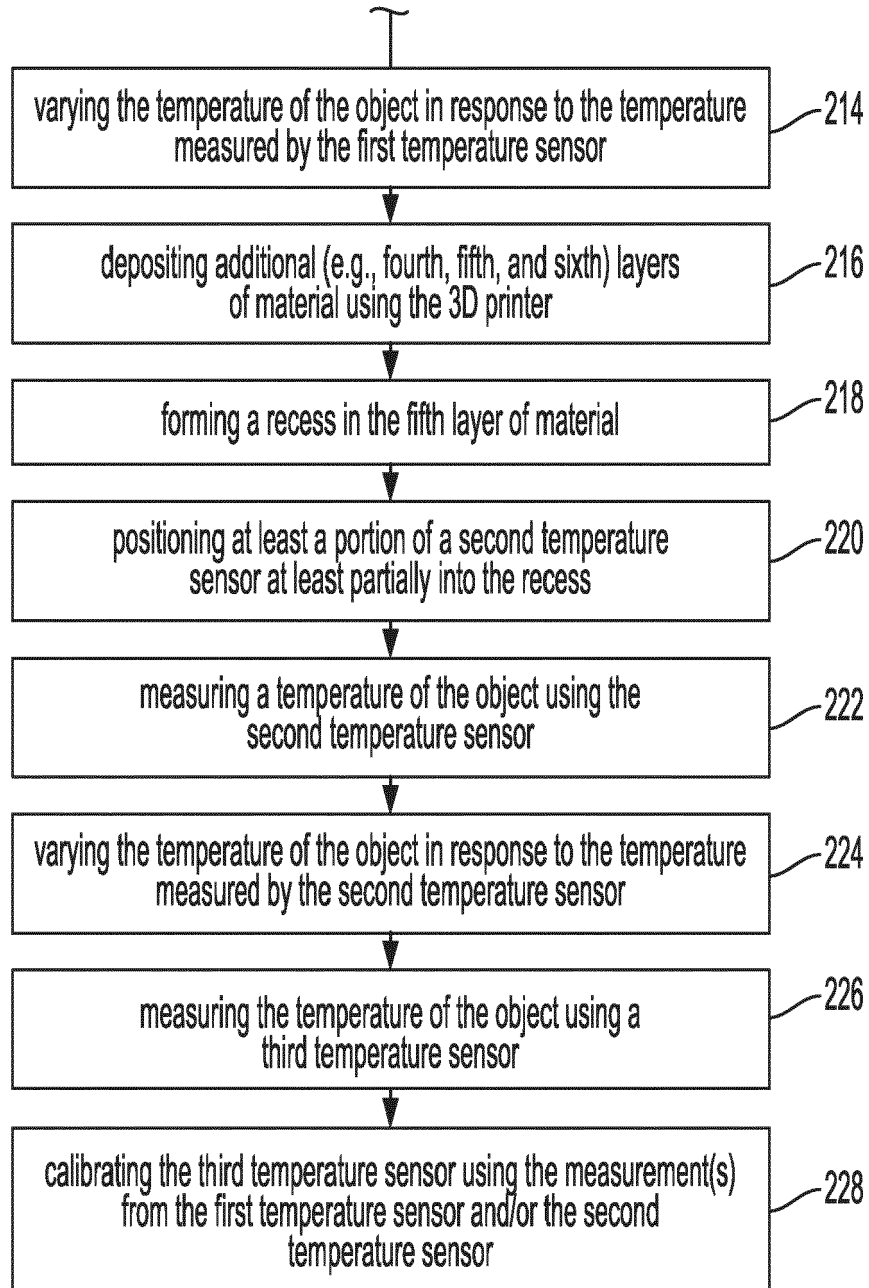 varying the temperature of the object in response to the temperature
measured by the first temperature sensor
214
depositing additional (e.g., fourth, fifth, and sixth) layers
of material using the 3D printer
216
forming a recess in the fifth layer of material
218
positioning at least a portion of a second temperature
sensor at least partially into the recess
220
measuring a temperature of the object using the
second temperature sensor
222
varying the temperature of the object in response to the temperature
measured by the second temperature sensor
224
measuring the temperature of the object using a
third temperature sensor
226
calibrating the third temperature sensor using the measurement(s)
from the first temperature sensor and/or the second
temperature sensor
228